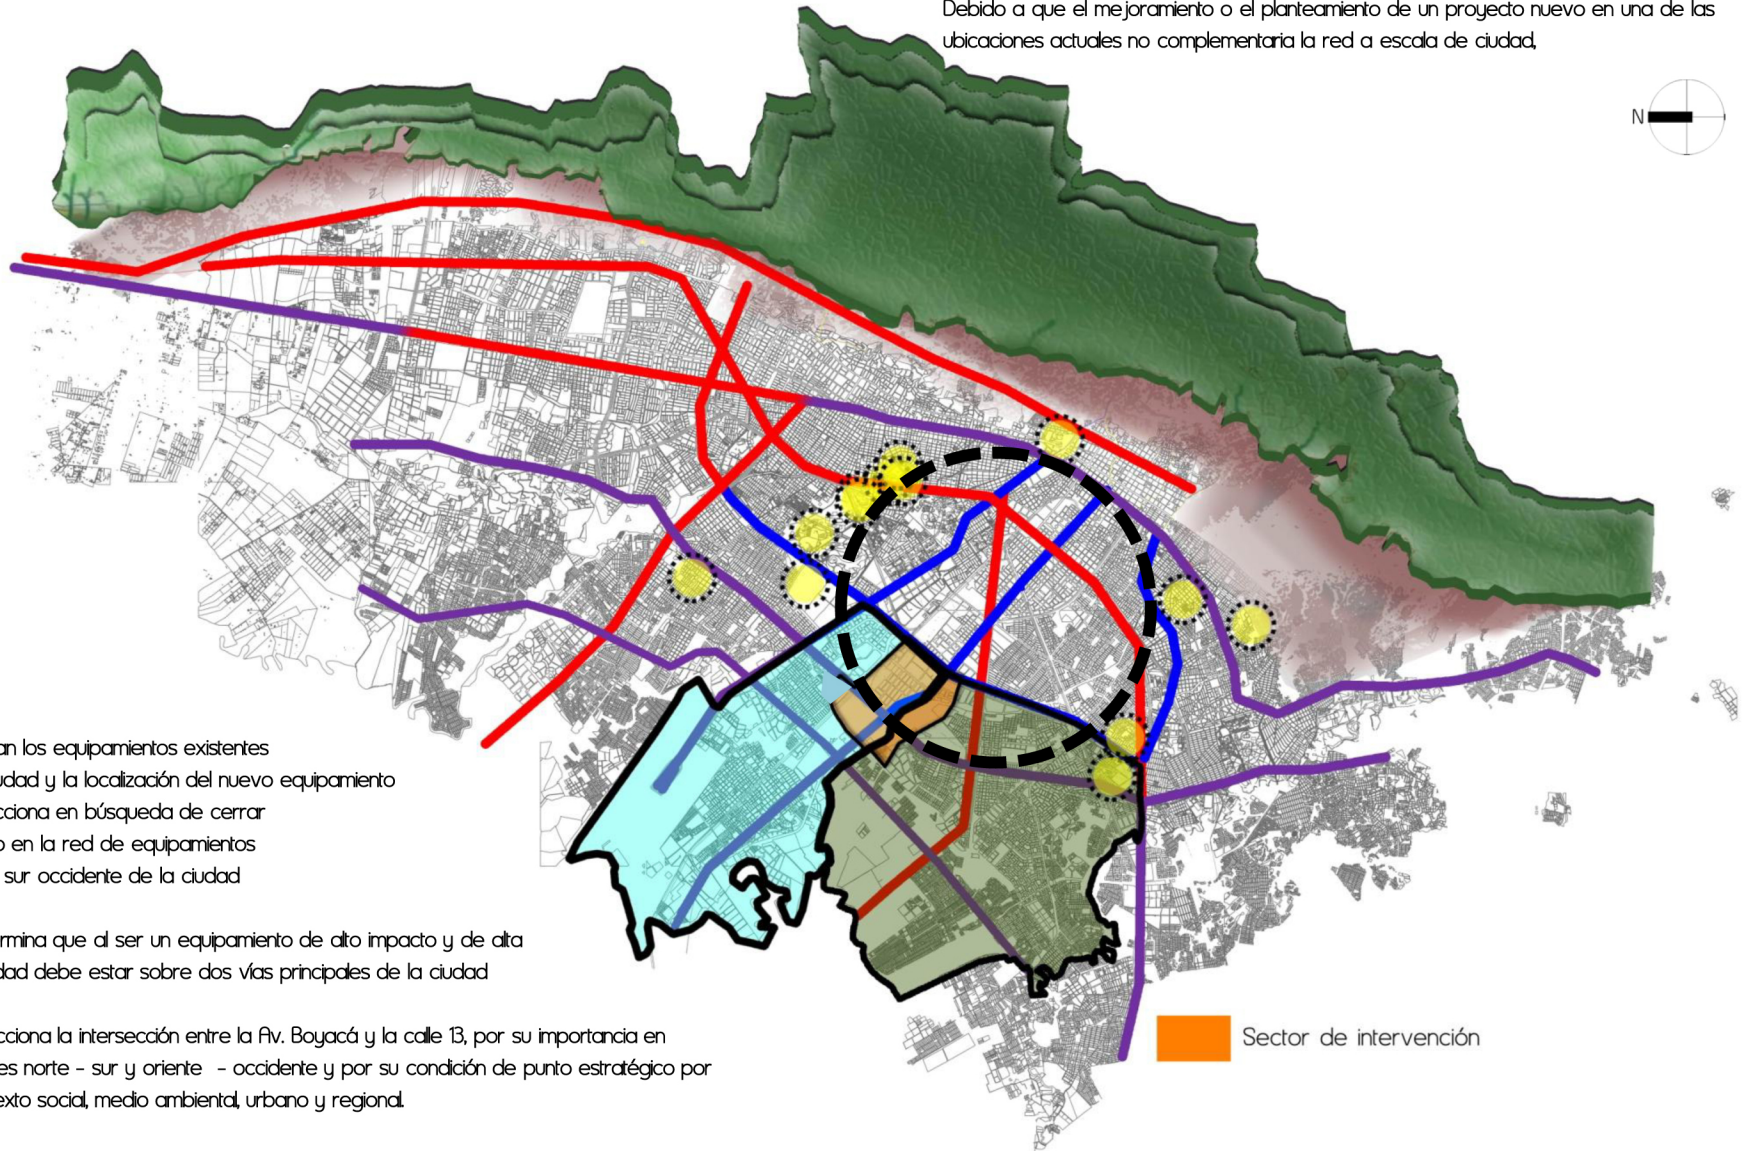 Debido a que el mejoramiento o el planteamiento de un proyecto nuevo en una de las
ubicaciones actuales no complementaria la red a escala de ciudad,
N
an los equipamientos existentes
udad y la localización del nuevo equipamiento
cciona en búsqueda de cerrar
o en la red de equipamientos
sur occidente de la ciudad
rmina que al ser un equipamiento de alto impacto y de alta
dad debe estar sobre dos vías principales de la ciudad
cciona la intersección entre la Av. Boyacá y la calle 13, por su importancia en
es norte - sur y oriente - occidente y por su condición de punto estratégico por
exto social, medio ambiental, urbano y regional.
Sector de intervención